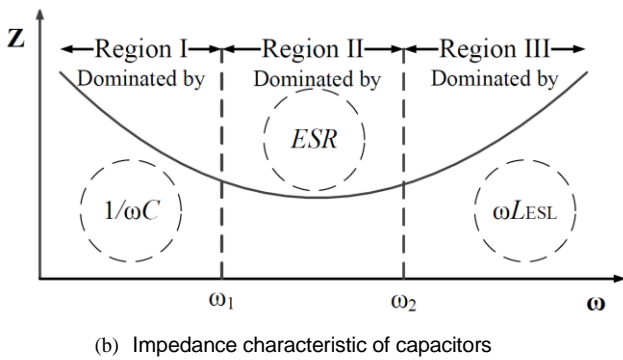 Z
Region I
Region II
Region III
Dominated by
Dominated by
Dominated by
ESR
1/ωC
ωLESL
ω1
ω2
ω
(b) Impedance characteristic of capacitors